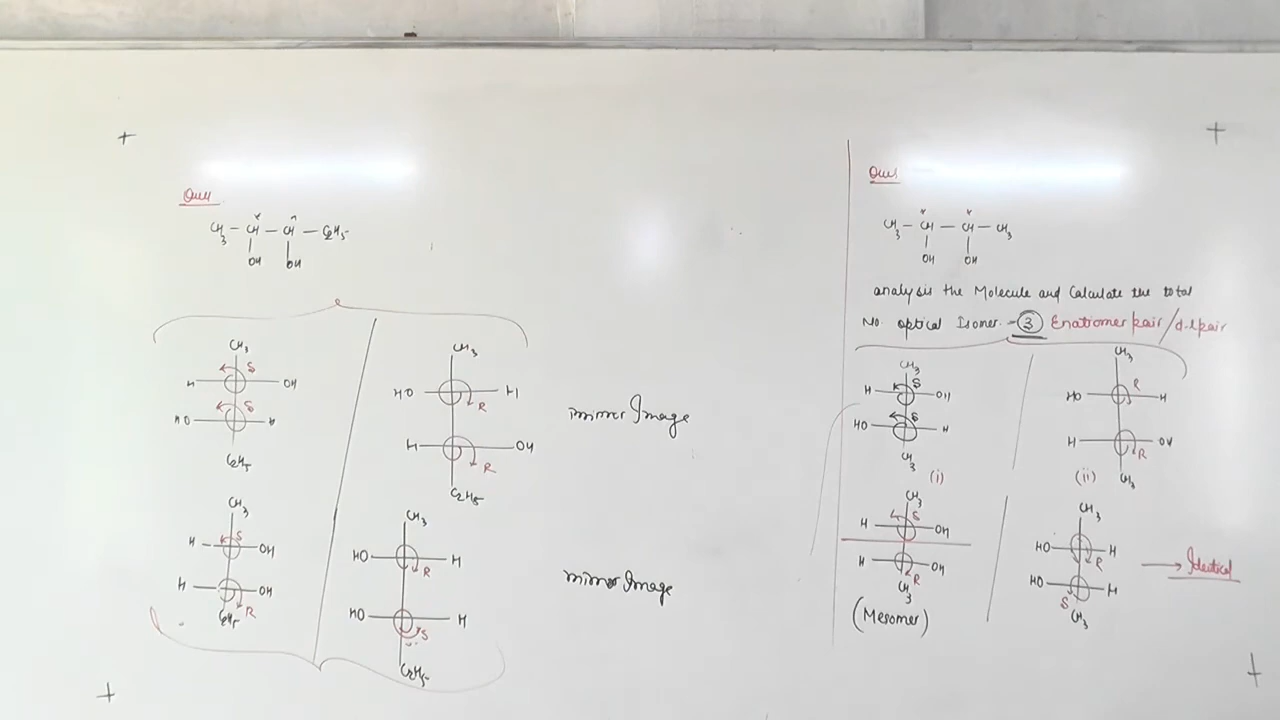 Ques
CH3 - CH - CH - C2H5
OH OH
CH3
H S OH
HO S H
C2H5
CH3
HO H
R
H OH
R
C2H5
mirror Image
CH3
H S OH
H OH
R
C2H5
CH3
HO H
R
HO H
S
C2H5
mirror Image
Ques
CH3 - CH - CH - CH3
OH OH
analysis the Molecule and Calculate the total
No. optical Isomer - 3 Enatiomer pair / d.l pair
CH3
H S OH
HO S H
CH3
(i)
CH3
R
HO H
H OH
R
(ii) CH3
CH3
H S OH
H OH
R
CH3
(Mesomer)
CH3
HO H
R
HO H
S
CH3
→ Identical